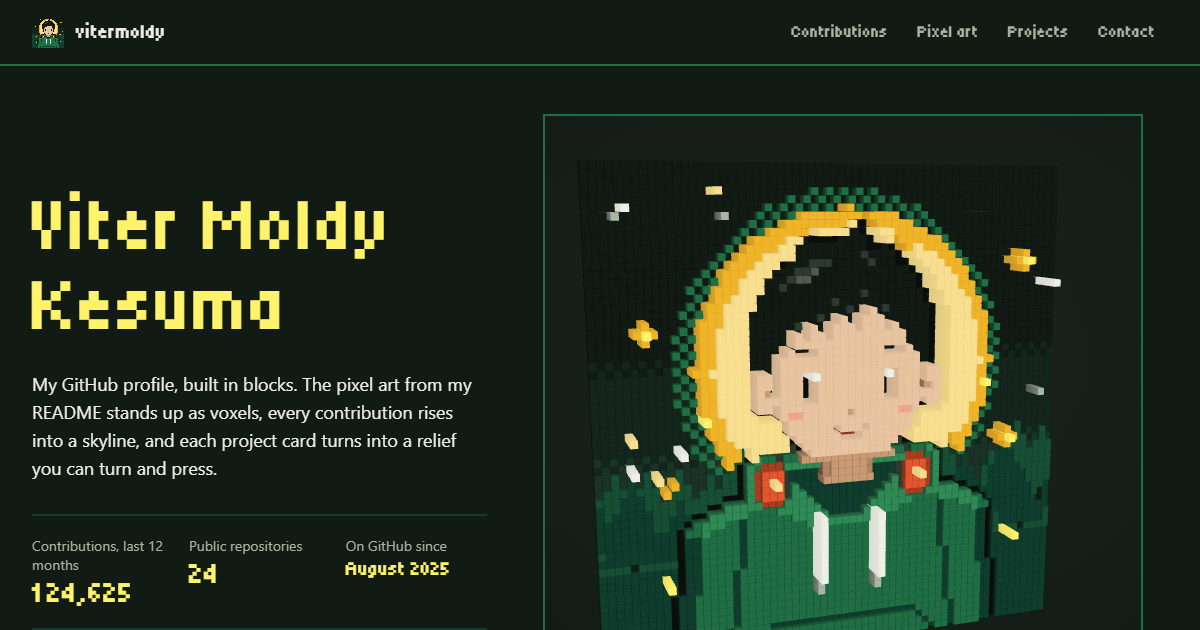 vitermoldy
Contributions
Pixel art
Projects
Contact
Viter Moldy
Kesuma
My GitHub profile, built in blocks. The pixel art from my
README stands up as voxels, every contribution rises
into a skyline, and each project card turns into a relief
you can turn and press.
Contributions, last 12
months
124,625
Public repositories
24
On GitHub since
August 2025